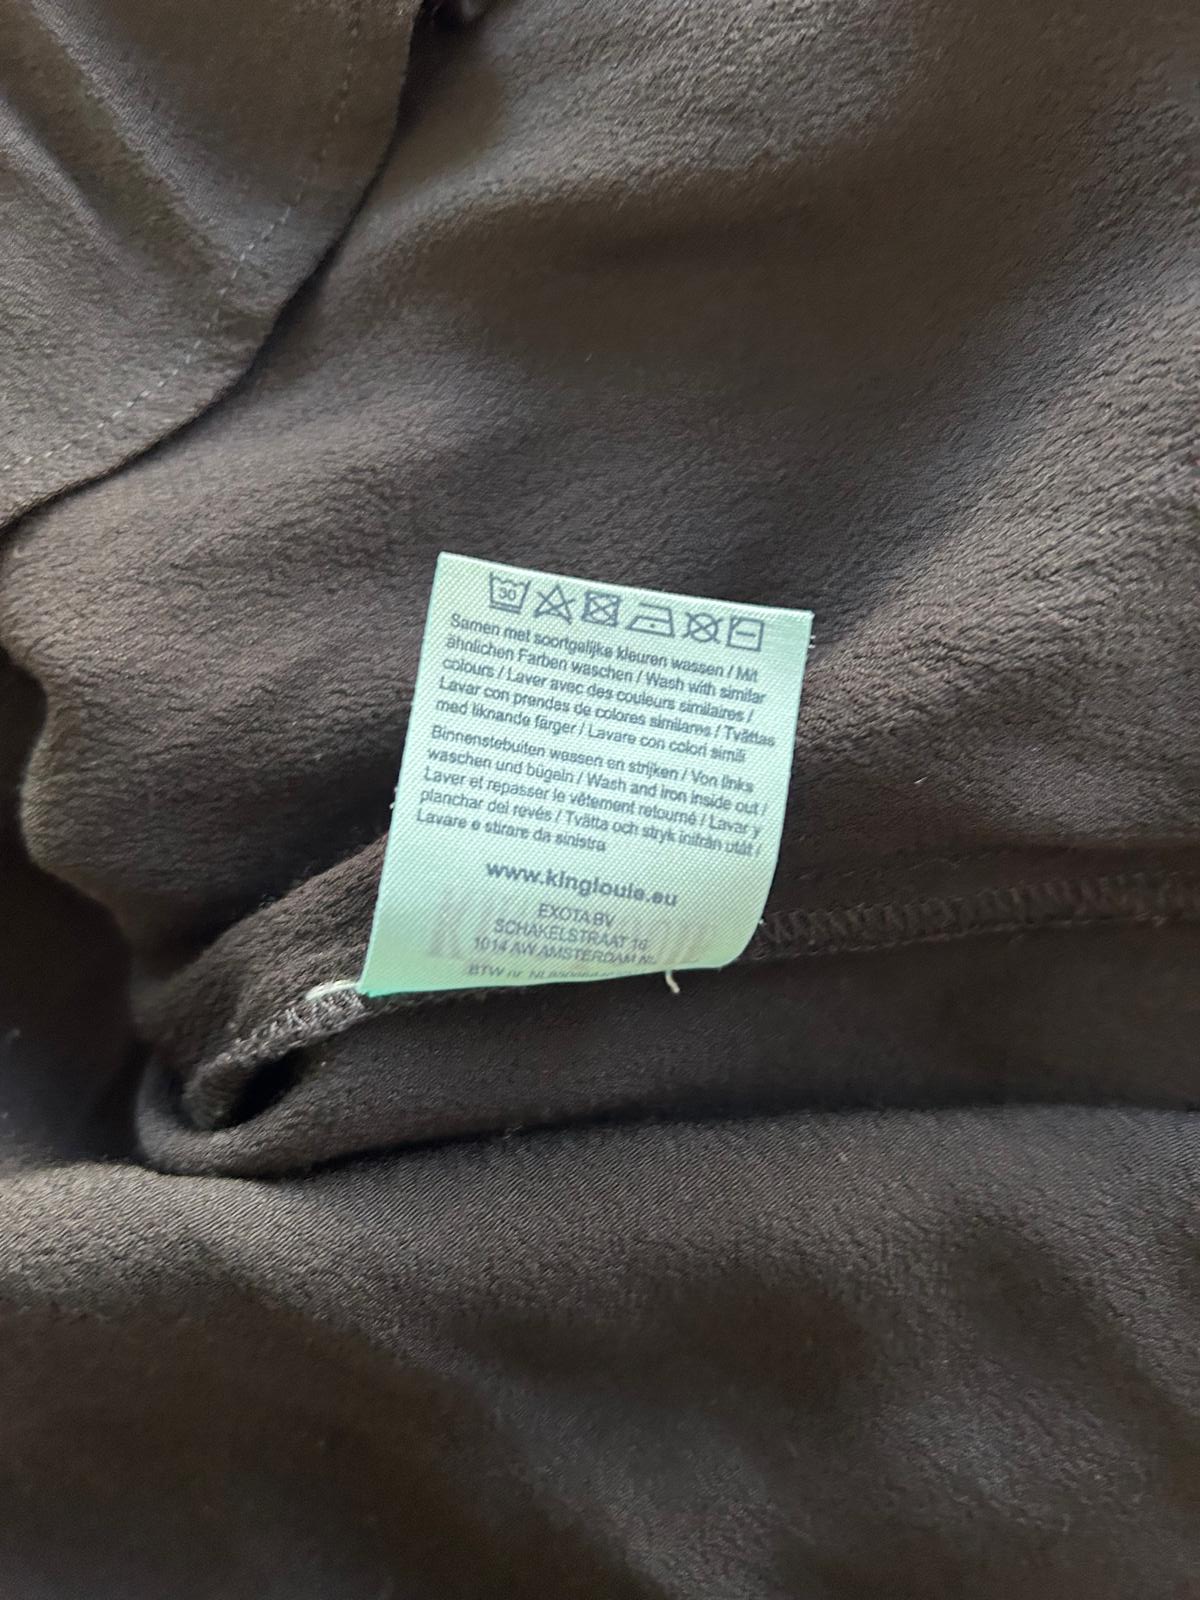 30
Samen met soortgelijke kleuren wassen / Mit
ähnlichen Farben waschen / Wash with similar
colours / Laver avec des couleurs similaires /
Lavar con prendas de colores similares / Tvättas
med liknande färger / Lavare con colori simili
Binnenstebuiten wassen en strijken / Von links
waschen und bügeln / Wash and iron inside out /
Laver et repasser le vêtement retourné / Lavar y
planchar del revés / Tvätta och stryk inifrån utåt /
Lavare e stirare da sinistra
www.kinglouie.eu
EXOTA BV
SCHAKELSTRAAT 16
1014 AW AMSTERDAM NL
BTW nr.